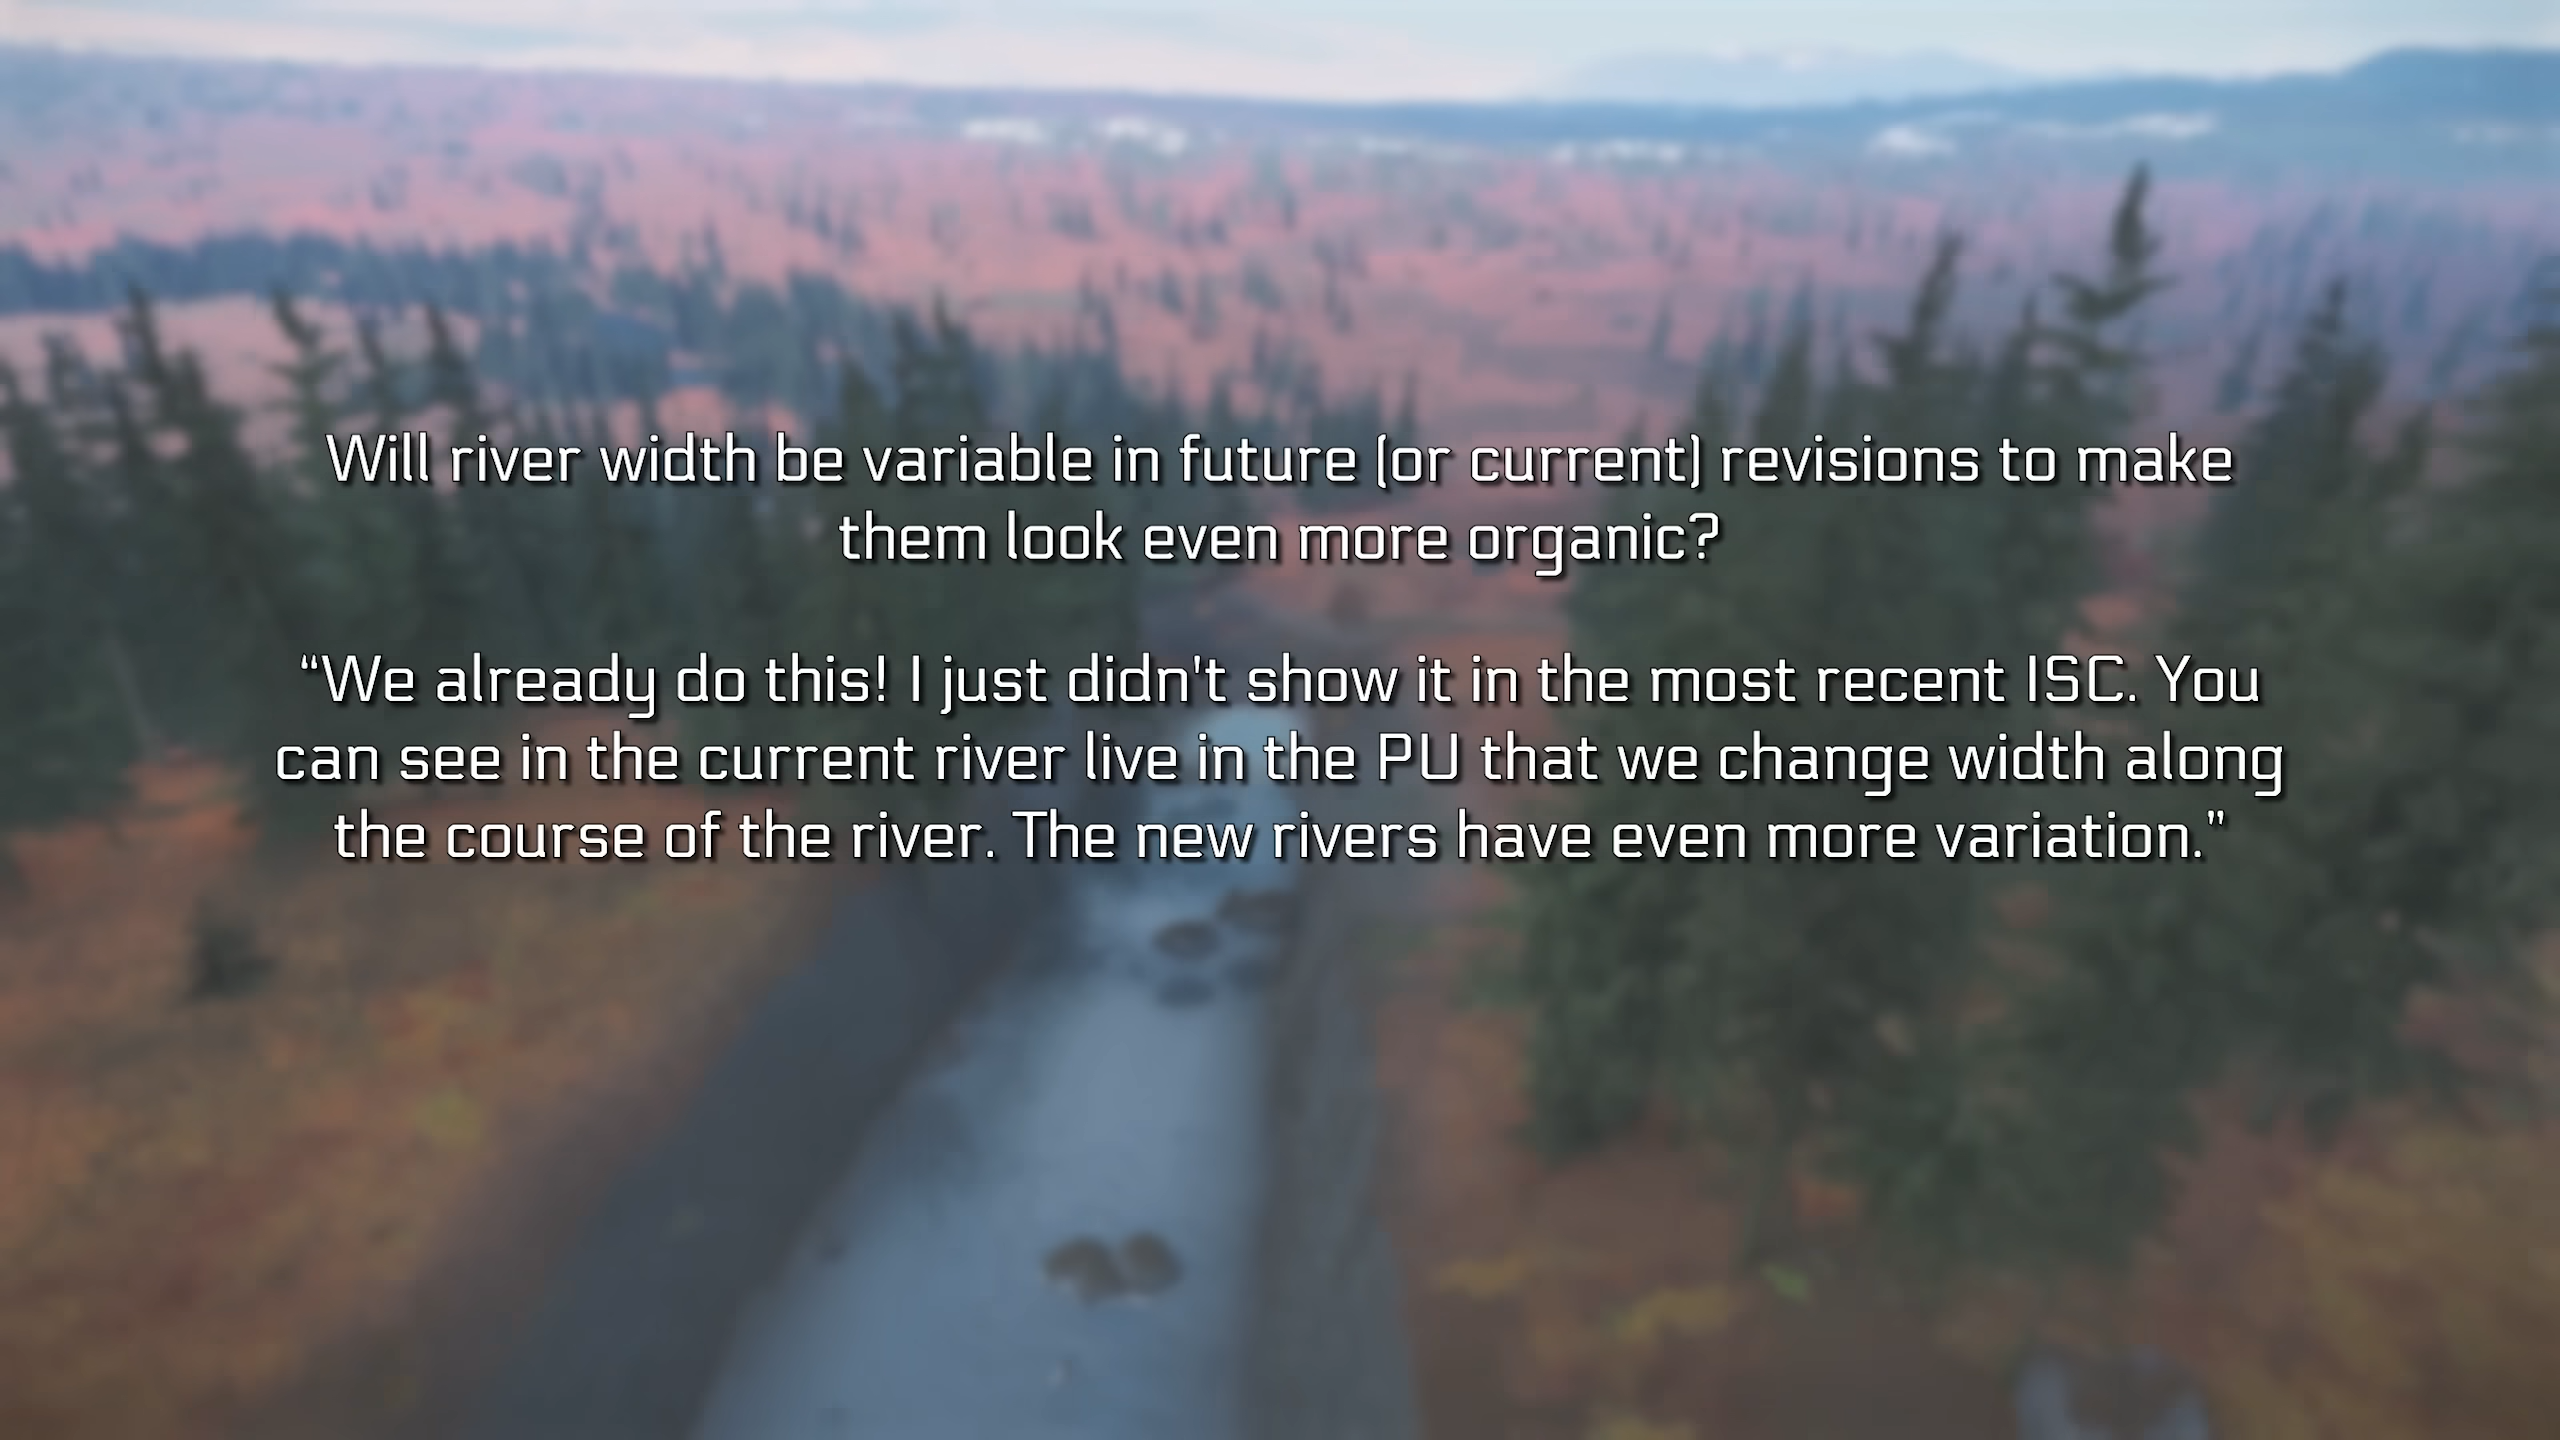 Will river width be variable in future (or current) revisions to make
them look even more organic?
“We already do this! I just didn't show it in the most recent ISC. You
can see in the current river live in the PU that we change width along
the course of the river. The new rivers have even more variation.”